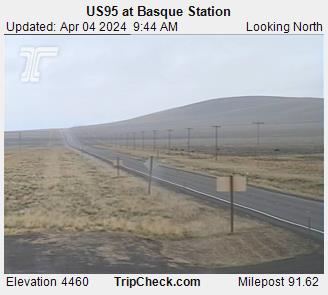 US95 at Basque Station
Updated: Apr 04 2024 9:44 AM Looking North
Elevation 4460 TripCheck.com Milepost 91.62